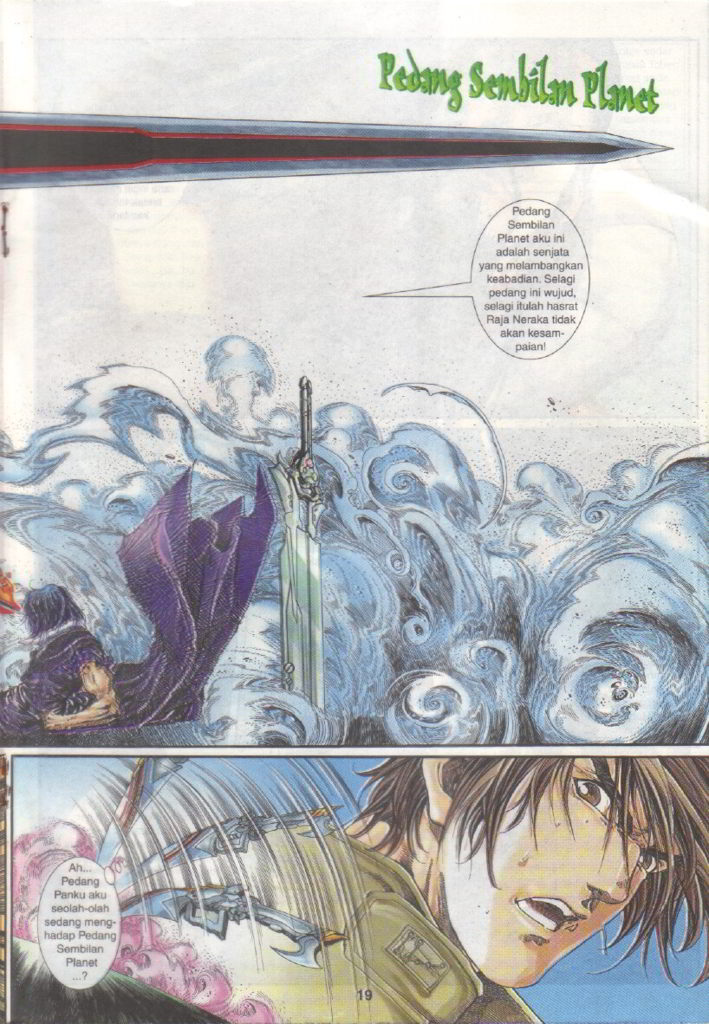 Pedang Sembilan Planet
Pedang
Sembilan
Planet aku ini
adalah senjata
yang melambangkan
keabadian. Selagi
pedang ini wujud,
selagi itulah hasrat
Raja Neraka tidak
akan kesam-
paian!
Ah...
Pedang
Panku aku
seolah-olah
sedang meng-
hadap Pedang
Sembilan
Planet
...?
19